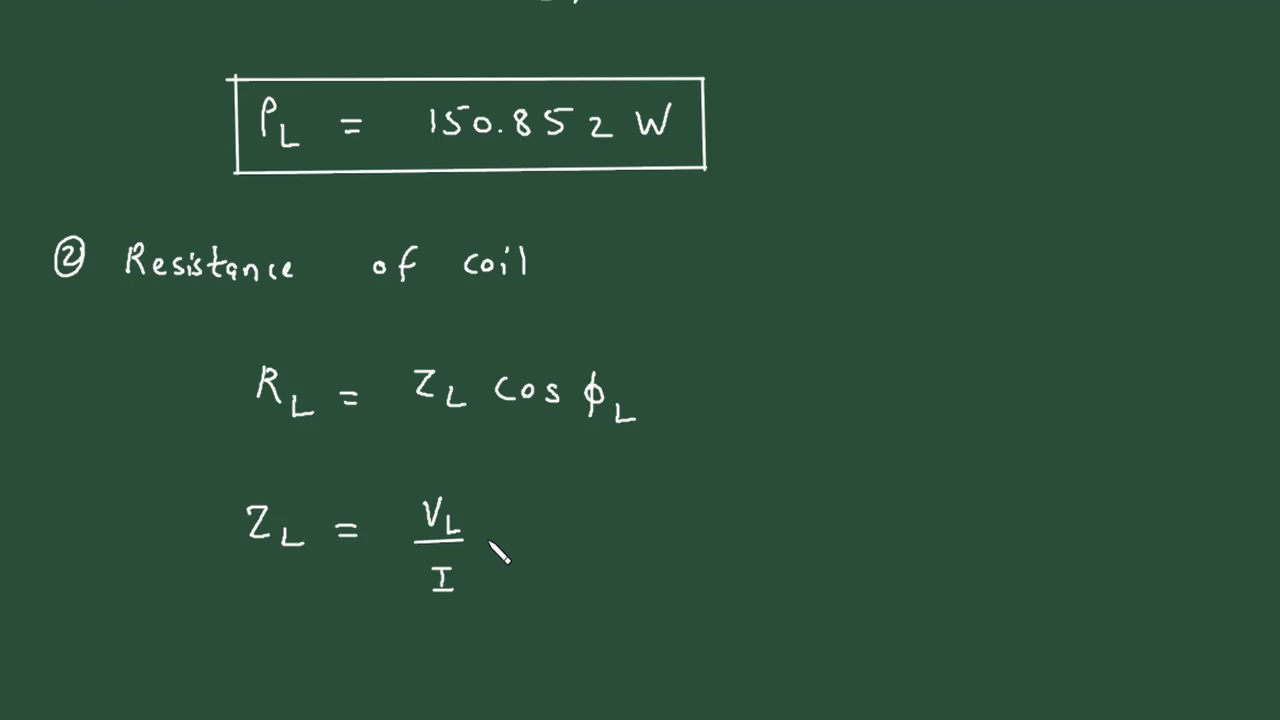 P_L = 150.852 W
② Resistance of coil
R_L = Z_L cos ϕ_L
Z_L = V_L / I